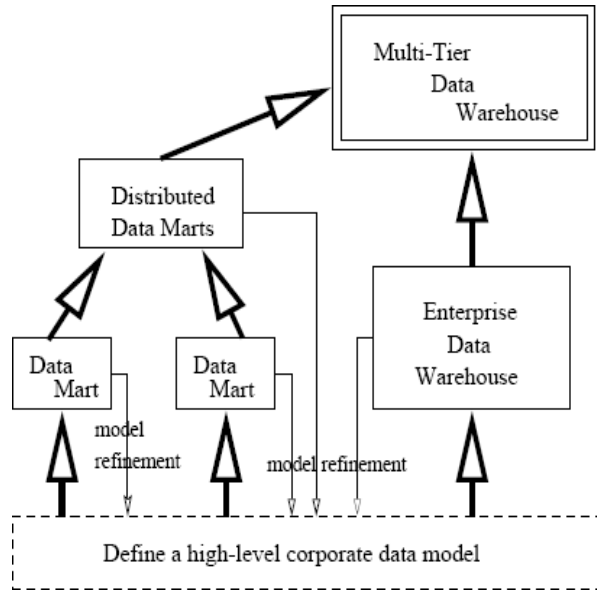 Multi-Tier
Data
Warehouse
Distributed
Data Marts
Enterprise
Data
Warehouse
Data
Mart
Data
Mart
model
refinement
model refinement
Define a high-level corporate data model